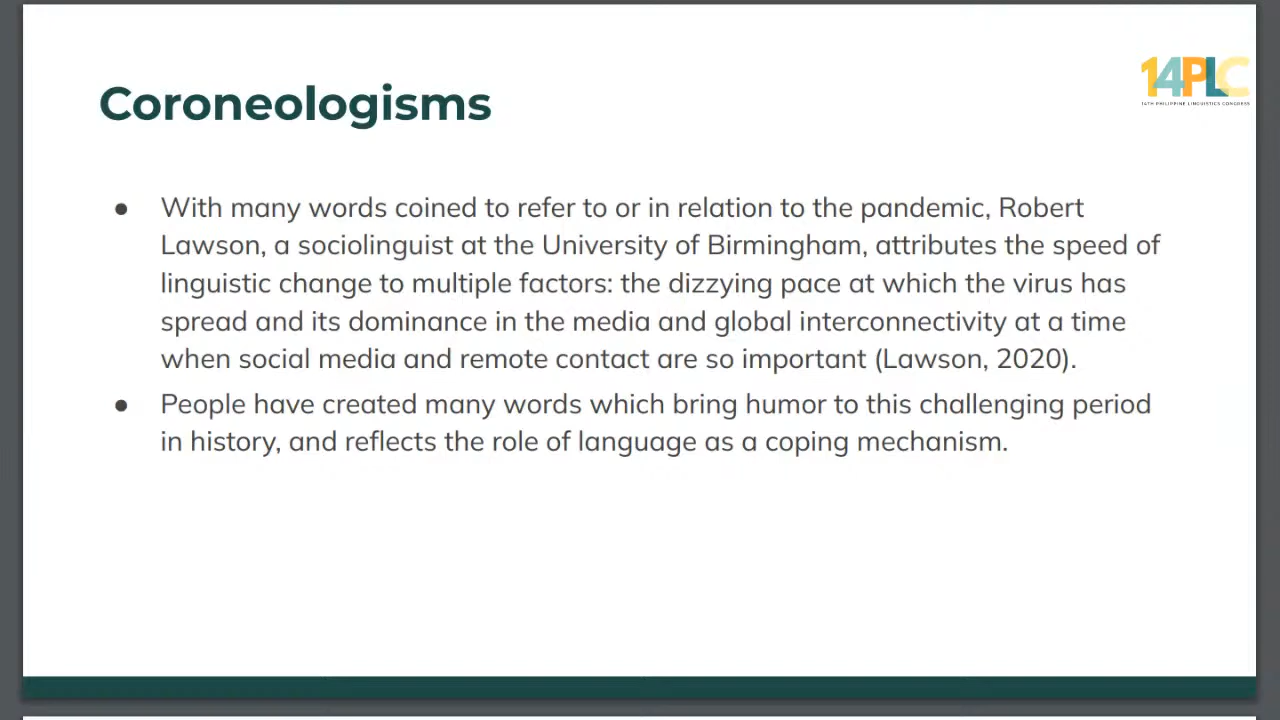 14PLC
14TH PHILIPPINE LINGUISTICS CONGRESS
Coroneologisms
● With many words coined to refer to or in relation to the pandemic, Robert
Lawson, a sociolinguist at the University of Birmingham, attributes the speed of
linguistic change to multiple factors: the dizzying pace at which the virus has
spread and its dominance in the media and global interconnectivity at a time
when social media and remote contact are so important (Lawson, 2020).
● People have created many words which bring humor to this challenging period
in history, and reflects the role of language as a coping mechanism.